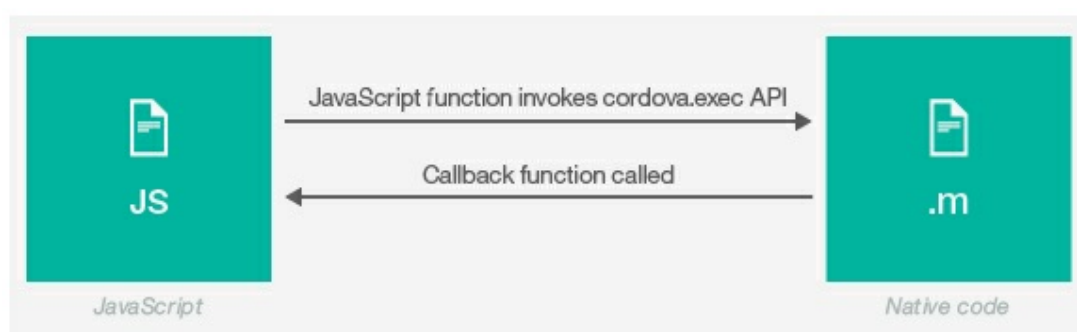 JavaScript function invokes cordova.exec API
Callback function called
JS
.m
JavaScript
Native code